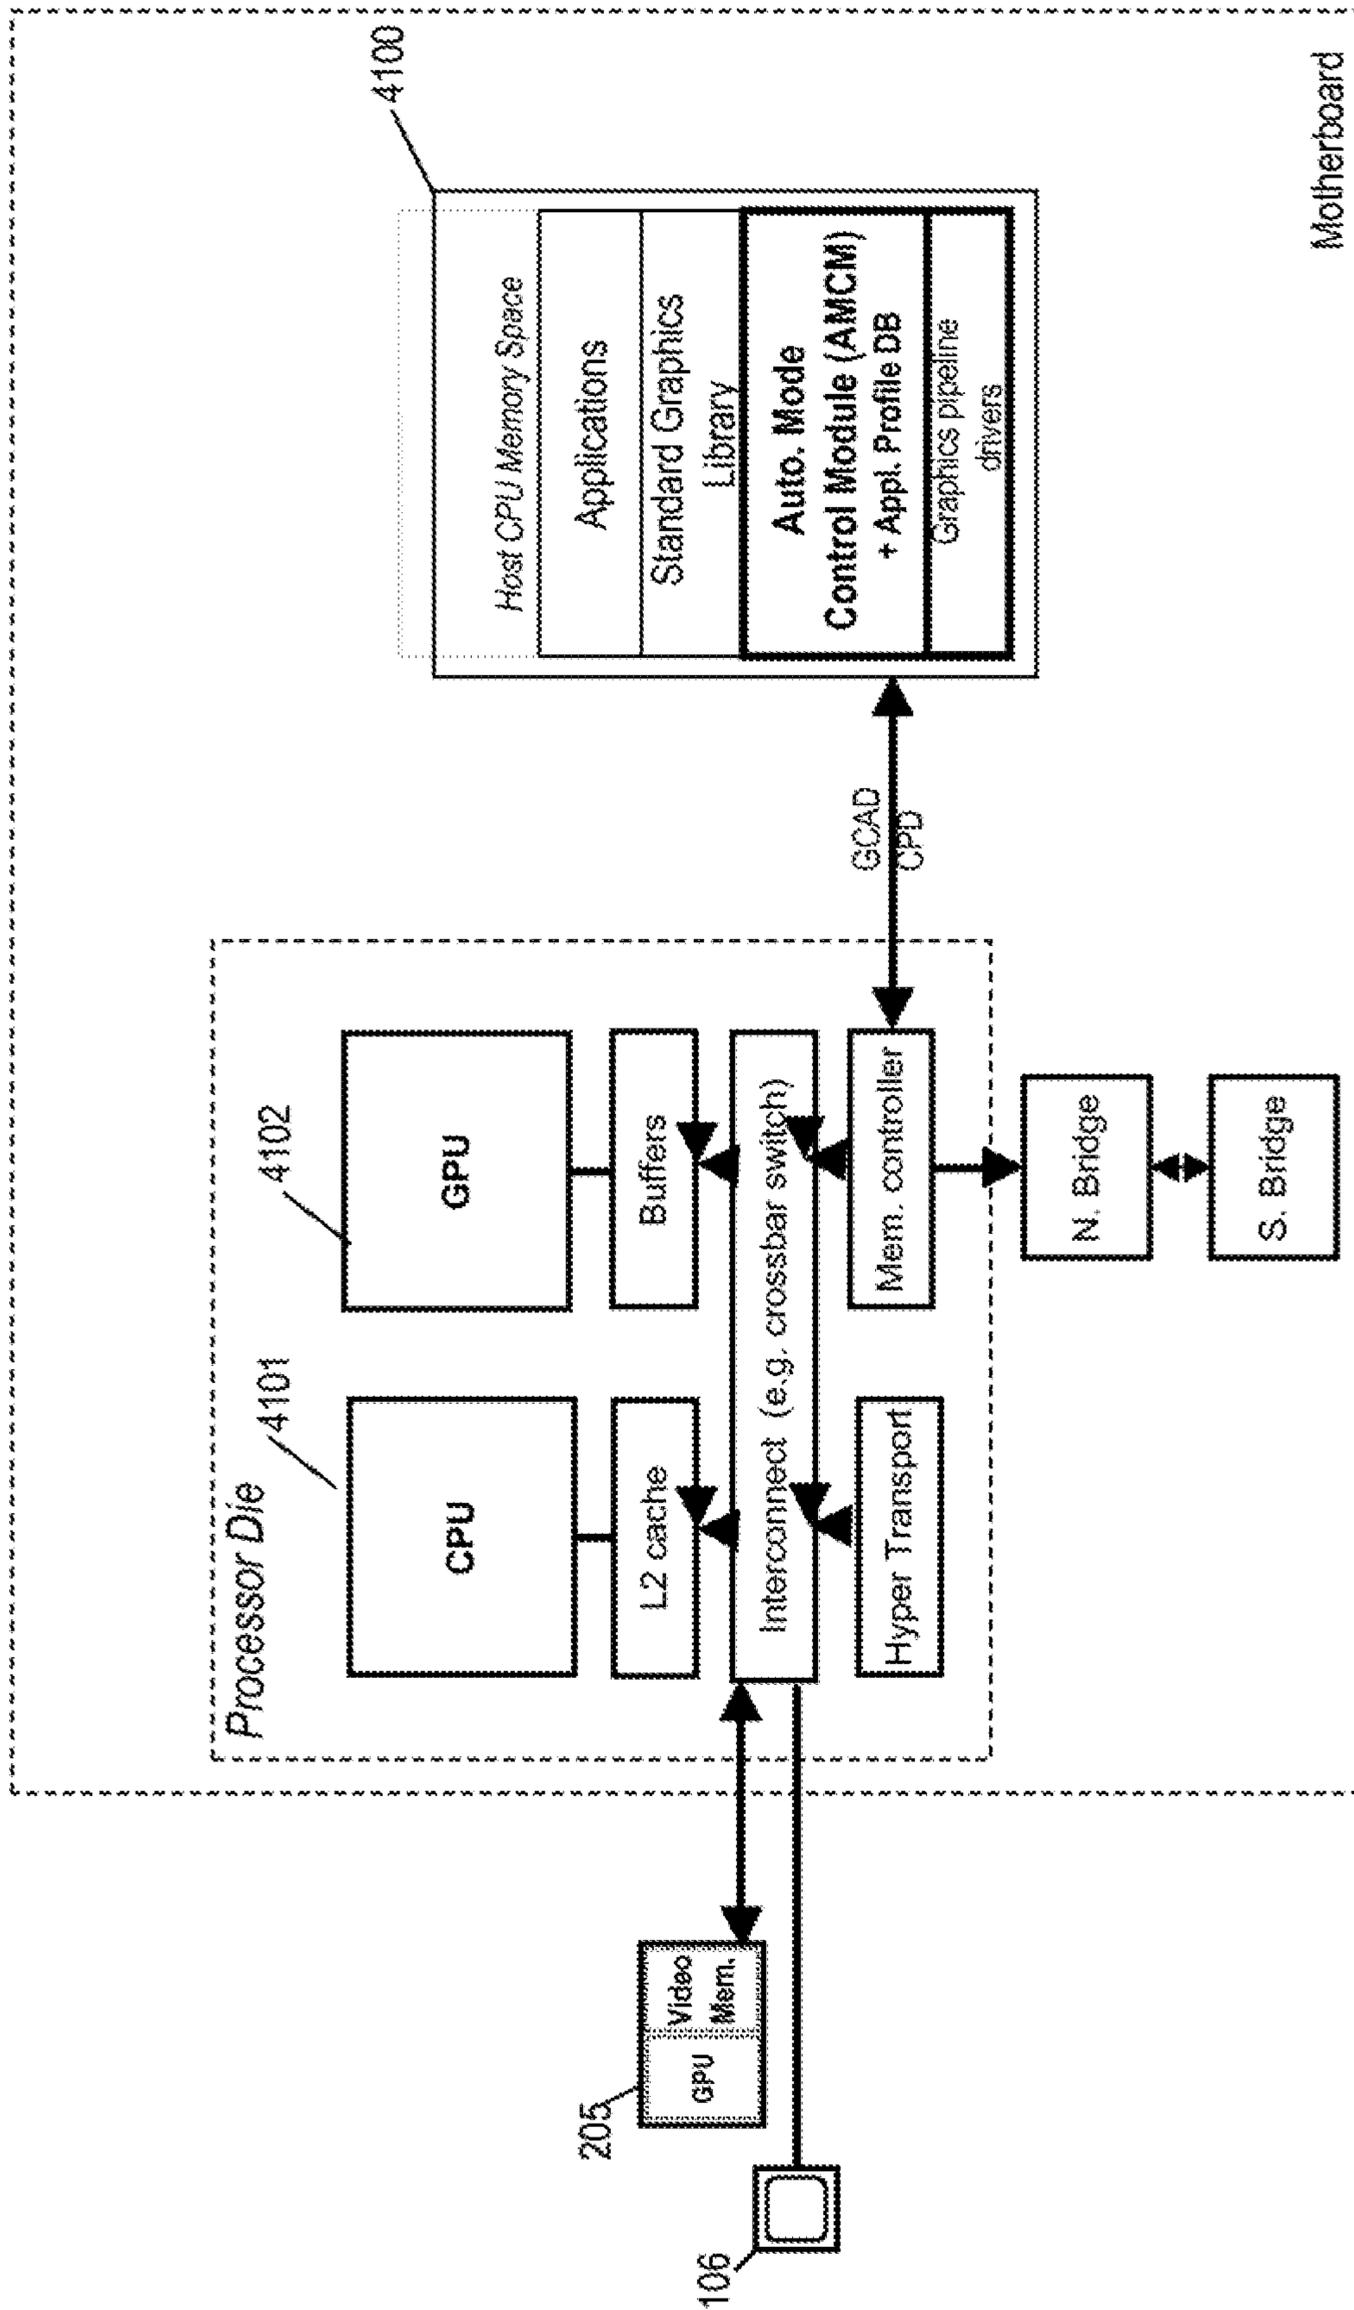 Processor Die
4101
4102
CPU
GPU
4100
Host CPU Memory Space
Applications
Standard Graphics
Library
Auto. Mode
Control Module (AMCM)
+ Appl. Profile DB
Graphics pipeline
drivers
205
GPU
Video
Mem.
L2 cache
Buffers
Interconnect (e.g. crossbar switch)
GCAD
CPD
106
Hyper Transport
Mem. controller
N. Bridge
S. Bridge
Motherboard